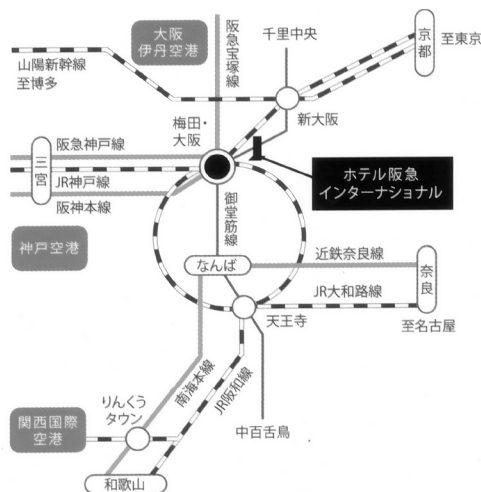 大阪
伊丹空港
阪急宝塚線
千里中央
京都
至東京
山陽新幹線
至博多
梅田・
大阪
新大阪
阪急神戸線
三宮
JR神戸線
阪神本線
ホテル阪急
インターナショナル
御堂筋線
神戸空港
なんば
近鉄奈良線
奈良
JR大和路線
天王寺
至名古屋
南海本線
JR阪和線
りんくう
タウン
関西国際
空港
中百舌鳥
和歌山